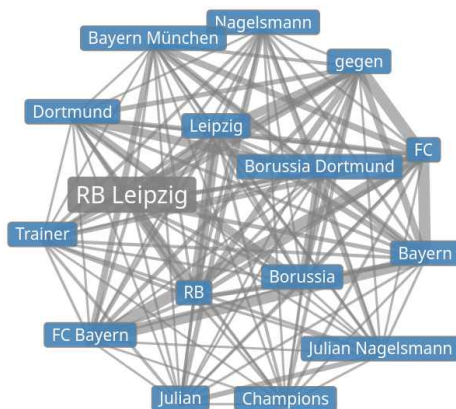 Nagelsmann
Bayern München
gegen
Dortmund
Leipzig
FC
Borussia Dortmund
RB Leipzig
Trainer
Bayern
Borussia
RB
FC Bayern
Julian Nagelsmann
Julian
Champions